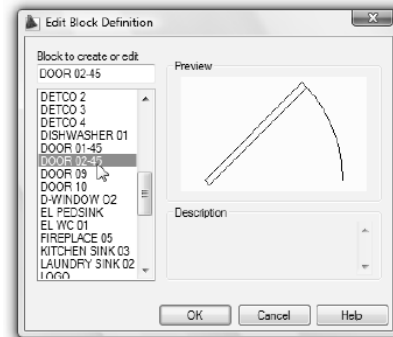 Edit Block Definition
Block to create or edit
DOOR 02-45
DETCO 2
DETCO 3
DETCO 4
DISHWASHER 01
DOOR 01-45
DOOR 02-45
DOOR 09
DOOR 10
D-WINDOW 02
EL PEDSINK
EL WC 01
FIREPLACE 05
KITCHEN SINK 03
LAUNDRY SINK 02
LOGO
Preview
Description
OK
Cancel
Help